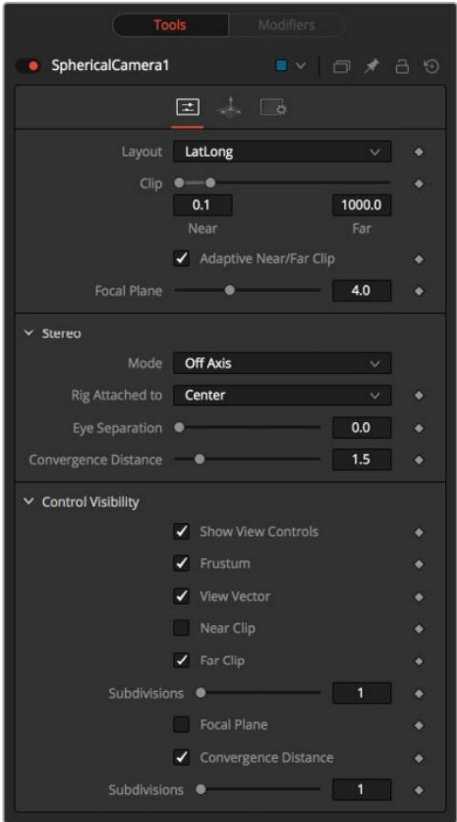 Tools Modifiers
SphericalCamera1
Layout LatLong
Clip
0.1 1000.0
Near Far
Adaptive Near/Far Clip
Focal Plane 4.0
Stereo
Mode Off Axis
Rig Attached to Center
Eye Separation 0.0
Convergence Distance 1.5
Control Visibility
Show View Controls
Frustum
View Vector
Near Clip
Far Clip
Subdivisions 1
Focal Plane
Convergence Distance
Subdivisions 1